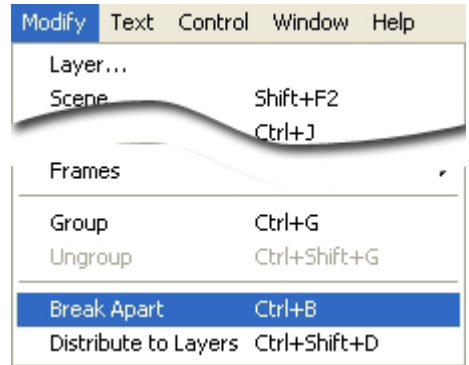 Modify Text Control Window Help
Layer...
Scene Shift+F2
Ctrl+J
Frames
Group Ctrl+G
Ungroup Ctrl+Shift+G
Break Apart Ctrl+B
Distribute to Layers Ctrl+Shift+D